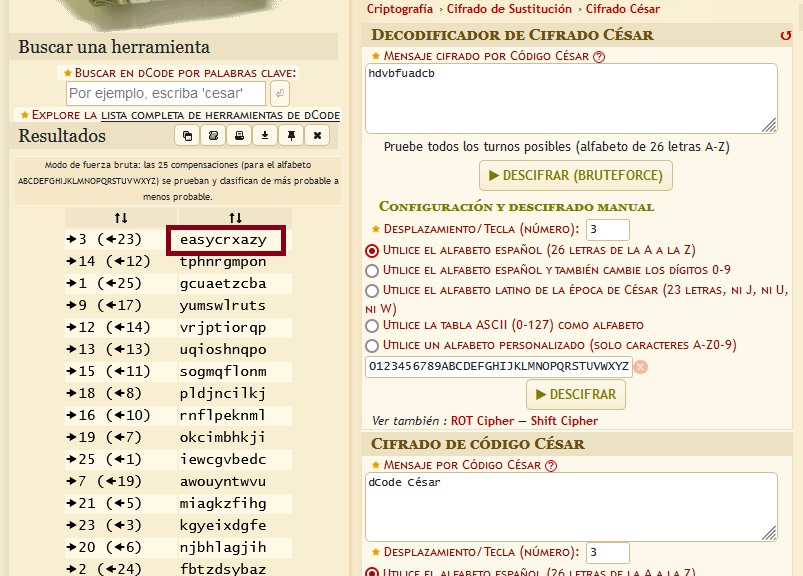 Buscar una herramienta
★ Buscar en dCode por palabras clave:
Por ejemplo, escriba 'cesar'
★ Explore la lista completa de herramientas de dCode
Resultados
Modo de fuerza bruta: las 25 compensaciones (para el alfabeto
ABCDEFGHIJKLMNOPQRSTUVWXYZ) se prueban y clasifican de más probable a
menos probable.
↑↓ ↑↓
→3 (←23) easycrxazy
→14 (←12) tphnrgmpon
→1 (←25) gcuaetzcba
→9 (←17) yumswlruts
→12 (←14) vrjptiorqp
→13 (←13) uqioshnqpo
→15 (←11) sogmqflonm
→18 (←8) pldjncilkj
→16 (←10) rnflpeknml
→19 (←7) okcimbhkji
→25 (←1) iewcgvbedc
→7 (←19) awouyntwvu
→21 (←5) miagkzfihg
→23 (←3) kgyeixdgfe
→20 (←6) njbhlagjih
→2 (←24) fbtzdsybaz
Criptografía › Cifrado de Sustitución › Cifrado César
Decodificador de Cifrado César
★ Mensaje cifrado por Código César ?
hdvbfuadcb
Pruebe todos los turnos posibles (alfabeto de 26 letras A-Z)
▶ DESCIFRAR (BRUTEFORCE)
Configuración y descifrado manual
★ Desplazamiento/Tecla (número): 3
Utilice el alfabeto español (26 letras de la A a la Z)
Utilice el alfabeto español y también cambie los dígitos 0-9
Utilice el alfabeto latino de la época de César (23 letras, ni J, ni U,
ni W)
Utilice la tabla ASCII (0-127) como alfabeto
Utilice un alfabeto personalizado (solo caracteres A-Z0-9)
0123456789ABCDEFGHIJKLMNOPQRSTUVWXYZ
▶ DESCIFRAR
Ver también : ROT Cipher — Shift Cipher
Cifrado de código César
★ Mensaje por Código César ?
dCode César
★ Desplazamiento/Tecla (número): 3
Utilice el alfabeto español (26 letras de la A a la Z)